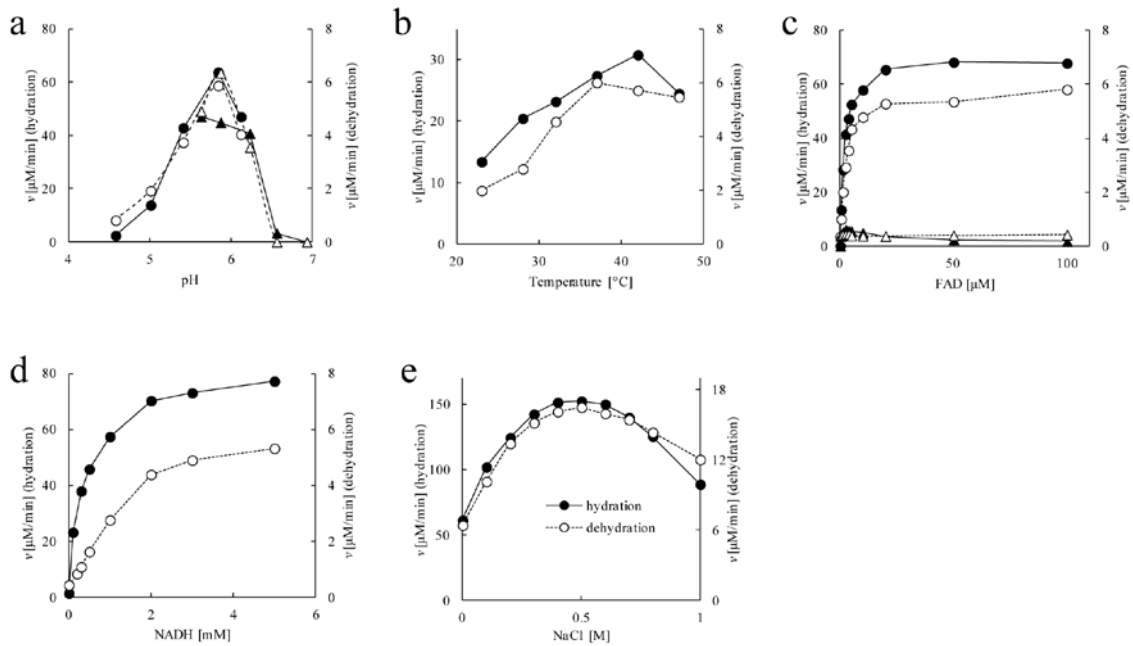 a
80
60
40
20
0
8
6
4
2
0
4
5
6
7
v [μM/min] (hydration)
v [μM/min] (dehydration)
pH
b
30
20
10
0
8
6
4
2
0
20
30
40
50
v [μM/min] (hydration)
v [μM/min] (dehydration)
Temperature [°C]
c
80
60
40
20
0
8
6
4
2
0
0
50
100
v [μM/min] (hydration)
v [μM/min] (dehydration)
FAD [μM]
d
80
60
40
20
0
8
6
4
2
0
0
2
4
6
v [μM/min] (hydration)
v [μM/min] (dehydration)
NADH [mM]
e
150
100
50
0
18
12
6
0
0
0.5
1
v [μM/min] (hydration)
v [μM/min] (dehydration)
NaCl [M]
hydration
dehydration